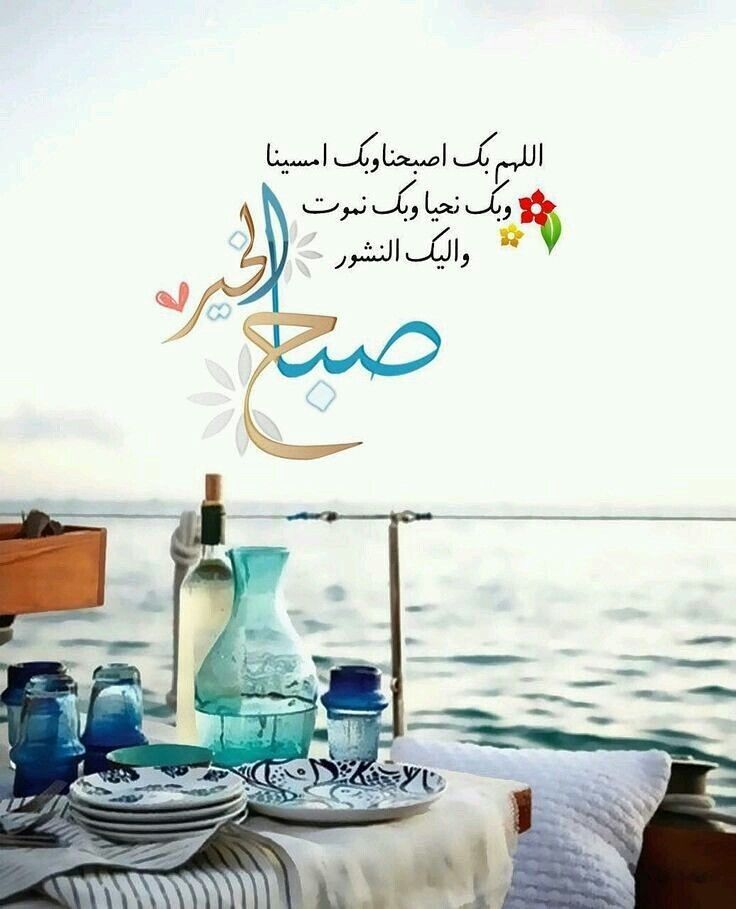 اللهم بك اصبحنا وبك امسينا
وبك نحيا وبك نموت
واليك النشور
صباح الخير